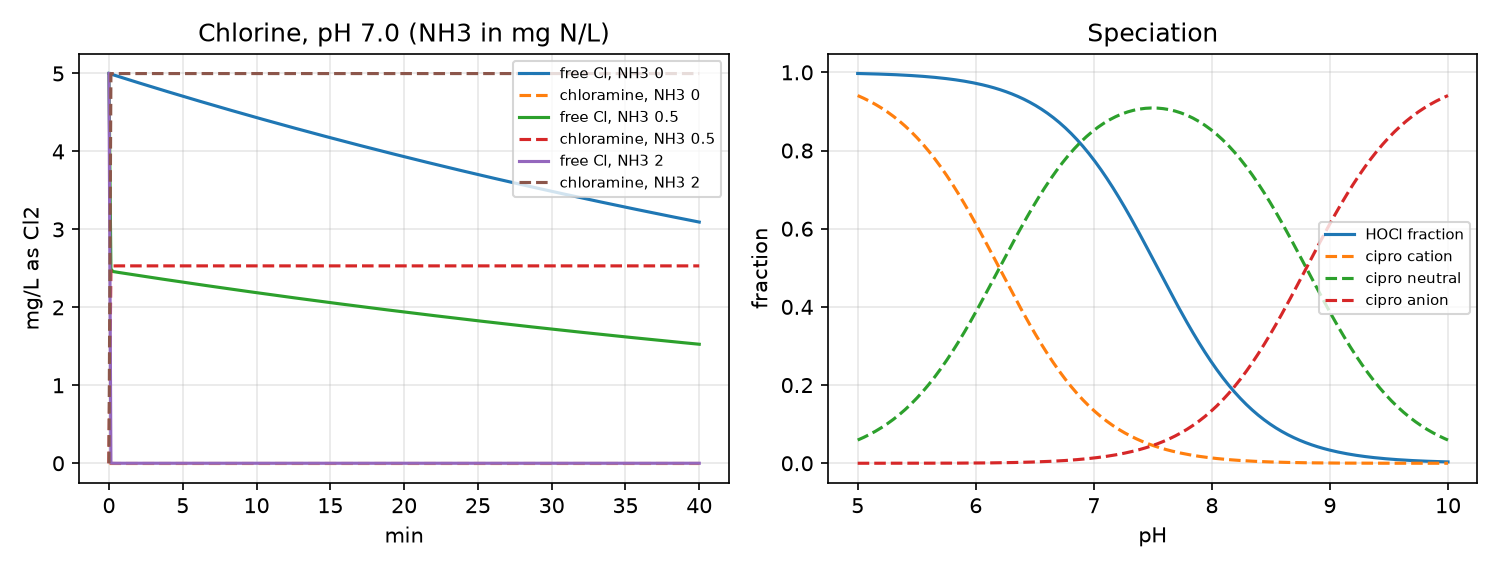 Chlorine, pH 7.0 (NH3 in mg N/L)
mg/L as Cl2
5
4
3
2
1
0
free Cl, NH3 0
chloramine, NH3 0
free Cl, NH3 0.5
chloramine, NH3 0.5
free Cl, NH3 2
chloramine, NH3 2
0 5 10 15 20 25 30 35 40
min
Speciation
fraction
1.0
0.8
0.6
0.4
0.2
0.0
HOCl fraction
cipro cation
cipro neutral
cipro anion
5 6 7 8 9 10
pH